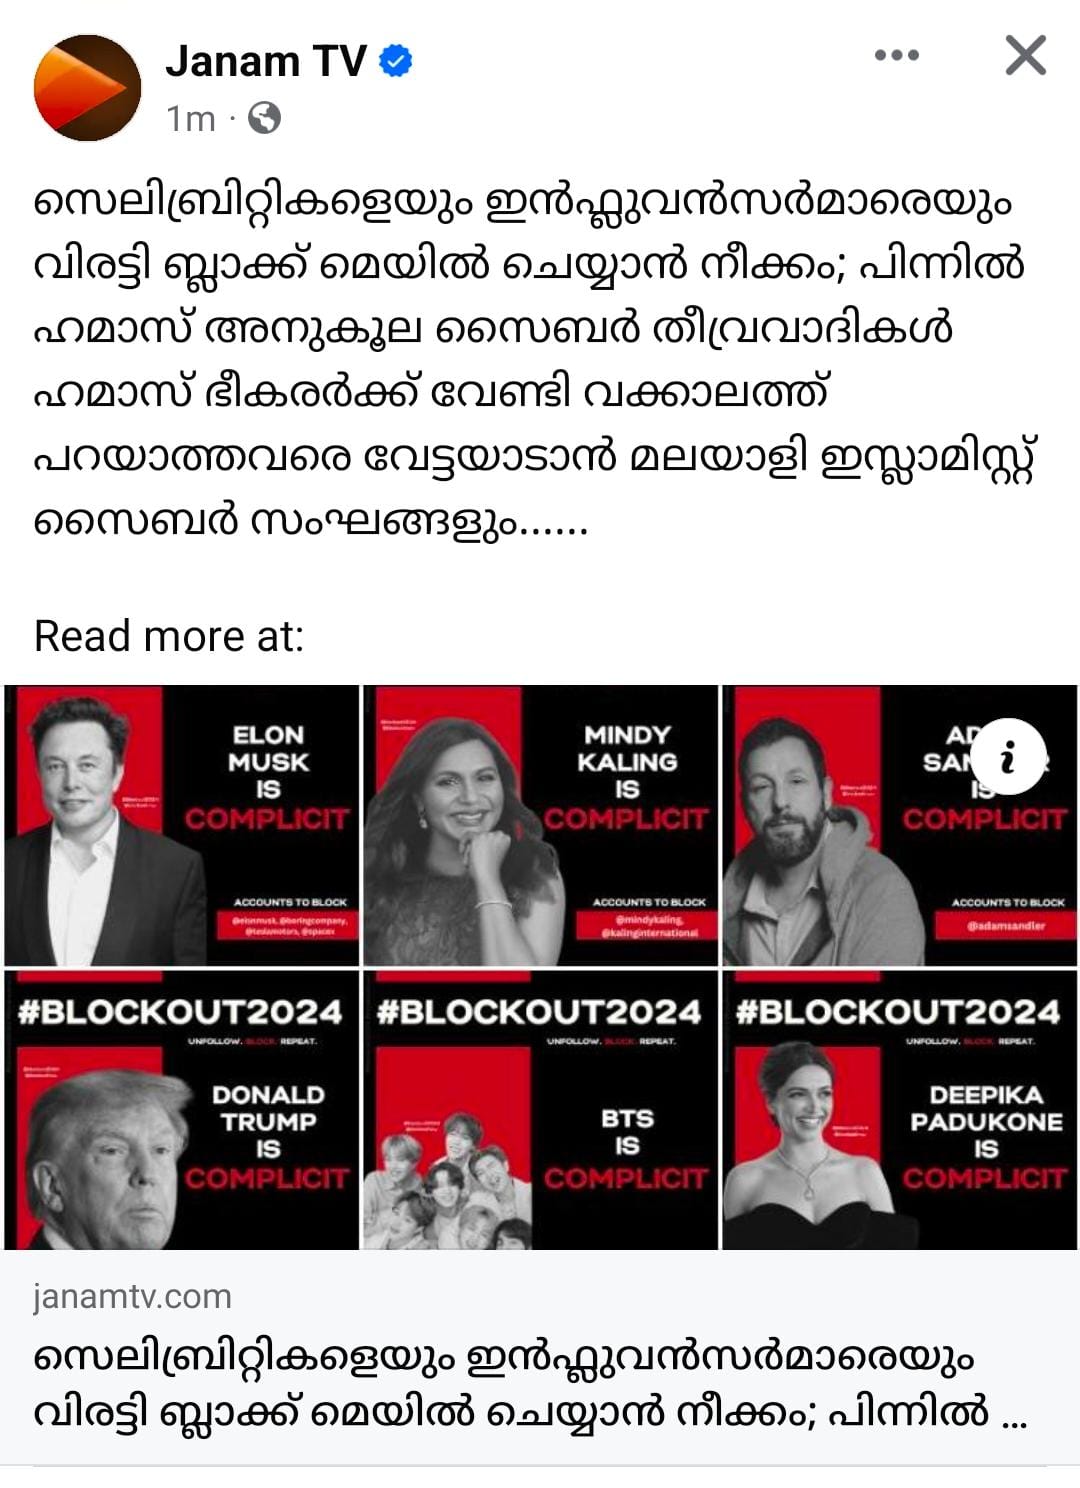 Janam TV
1m ·
സെലിബ്രിറ്റികളെയും ഇൻഫ്ലുവൻസർമാരെയും
വിരട്ടി ബ്ലാക്ക് മെയിൽ ചെയ്യാൻ നീക്കം; പിന്നിൽ
ഹമാസ് അനുകൂല സൈബർ തീവ്രവാദികൾ
ഹമാസ് ഭീകരർക്ക് വേണ്ടി വക്കാലത്ത്
പറയാത്തവരെ വേട്ടയാടാൻ മലയാളി ഇസ്ലാമിസ്റ്റ്
സൈബർ സംഘങ്ങളും......
Read more at:
ELON
MUSK
IS
COMPLICIT
ACCOUNTS TO BLOCK
@elonmusk, @boringcompany,
@teslamotors, @spacex
MINDY
KALING
IS
COMPLICIT
ACCOUNTS TO BLOCK
@mindykaling,
@kalinginternational
IS
COMPLICIT
ACCOUNTS TO BLOCK
@adamsandler
#BLOCKOUT2024
UNFOLLOW. BLOCK. REPEAT.
DONALD
TRUMP
IS
COMPLICIT
#BLOCKOUT2024
UNFOLLOW. BLOCK. REPEAT.
BTS
IS
COMPLICIT
#BLOCKOUT2024
UNFOLLOW. BLOCK. REPEAT.
DEEPIKA
PADUKONE
IS
COMPLICIT
janamtv.com
സെലിബ്രിറ്റികളെയും ഇൻഫ്ലുവൻസർമാരെയും
വിരട്ടി ബ്ലാക്ക് മെയിൽ ചെയ്യാൻ നീക്കം; പിന്നിൽ ...